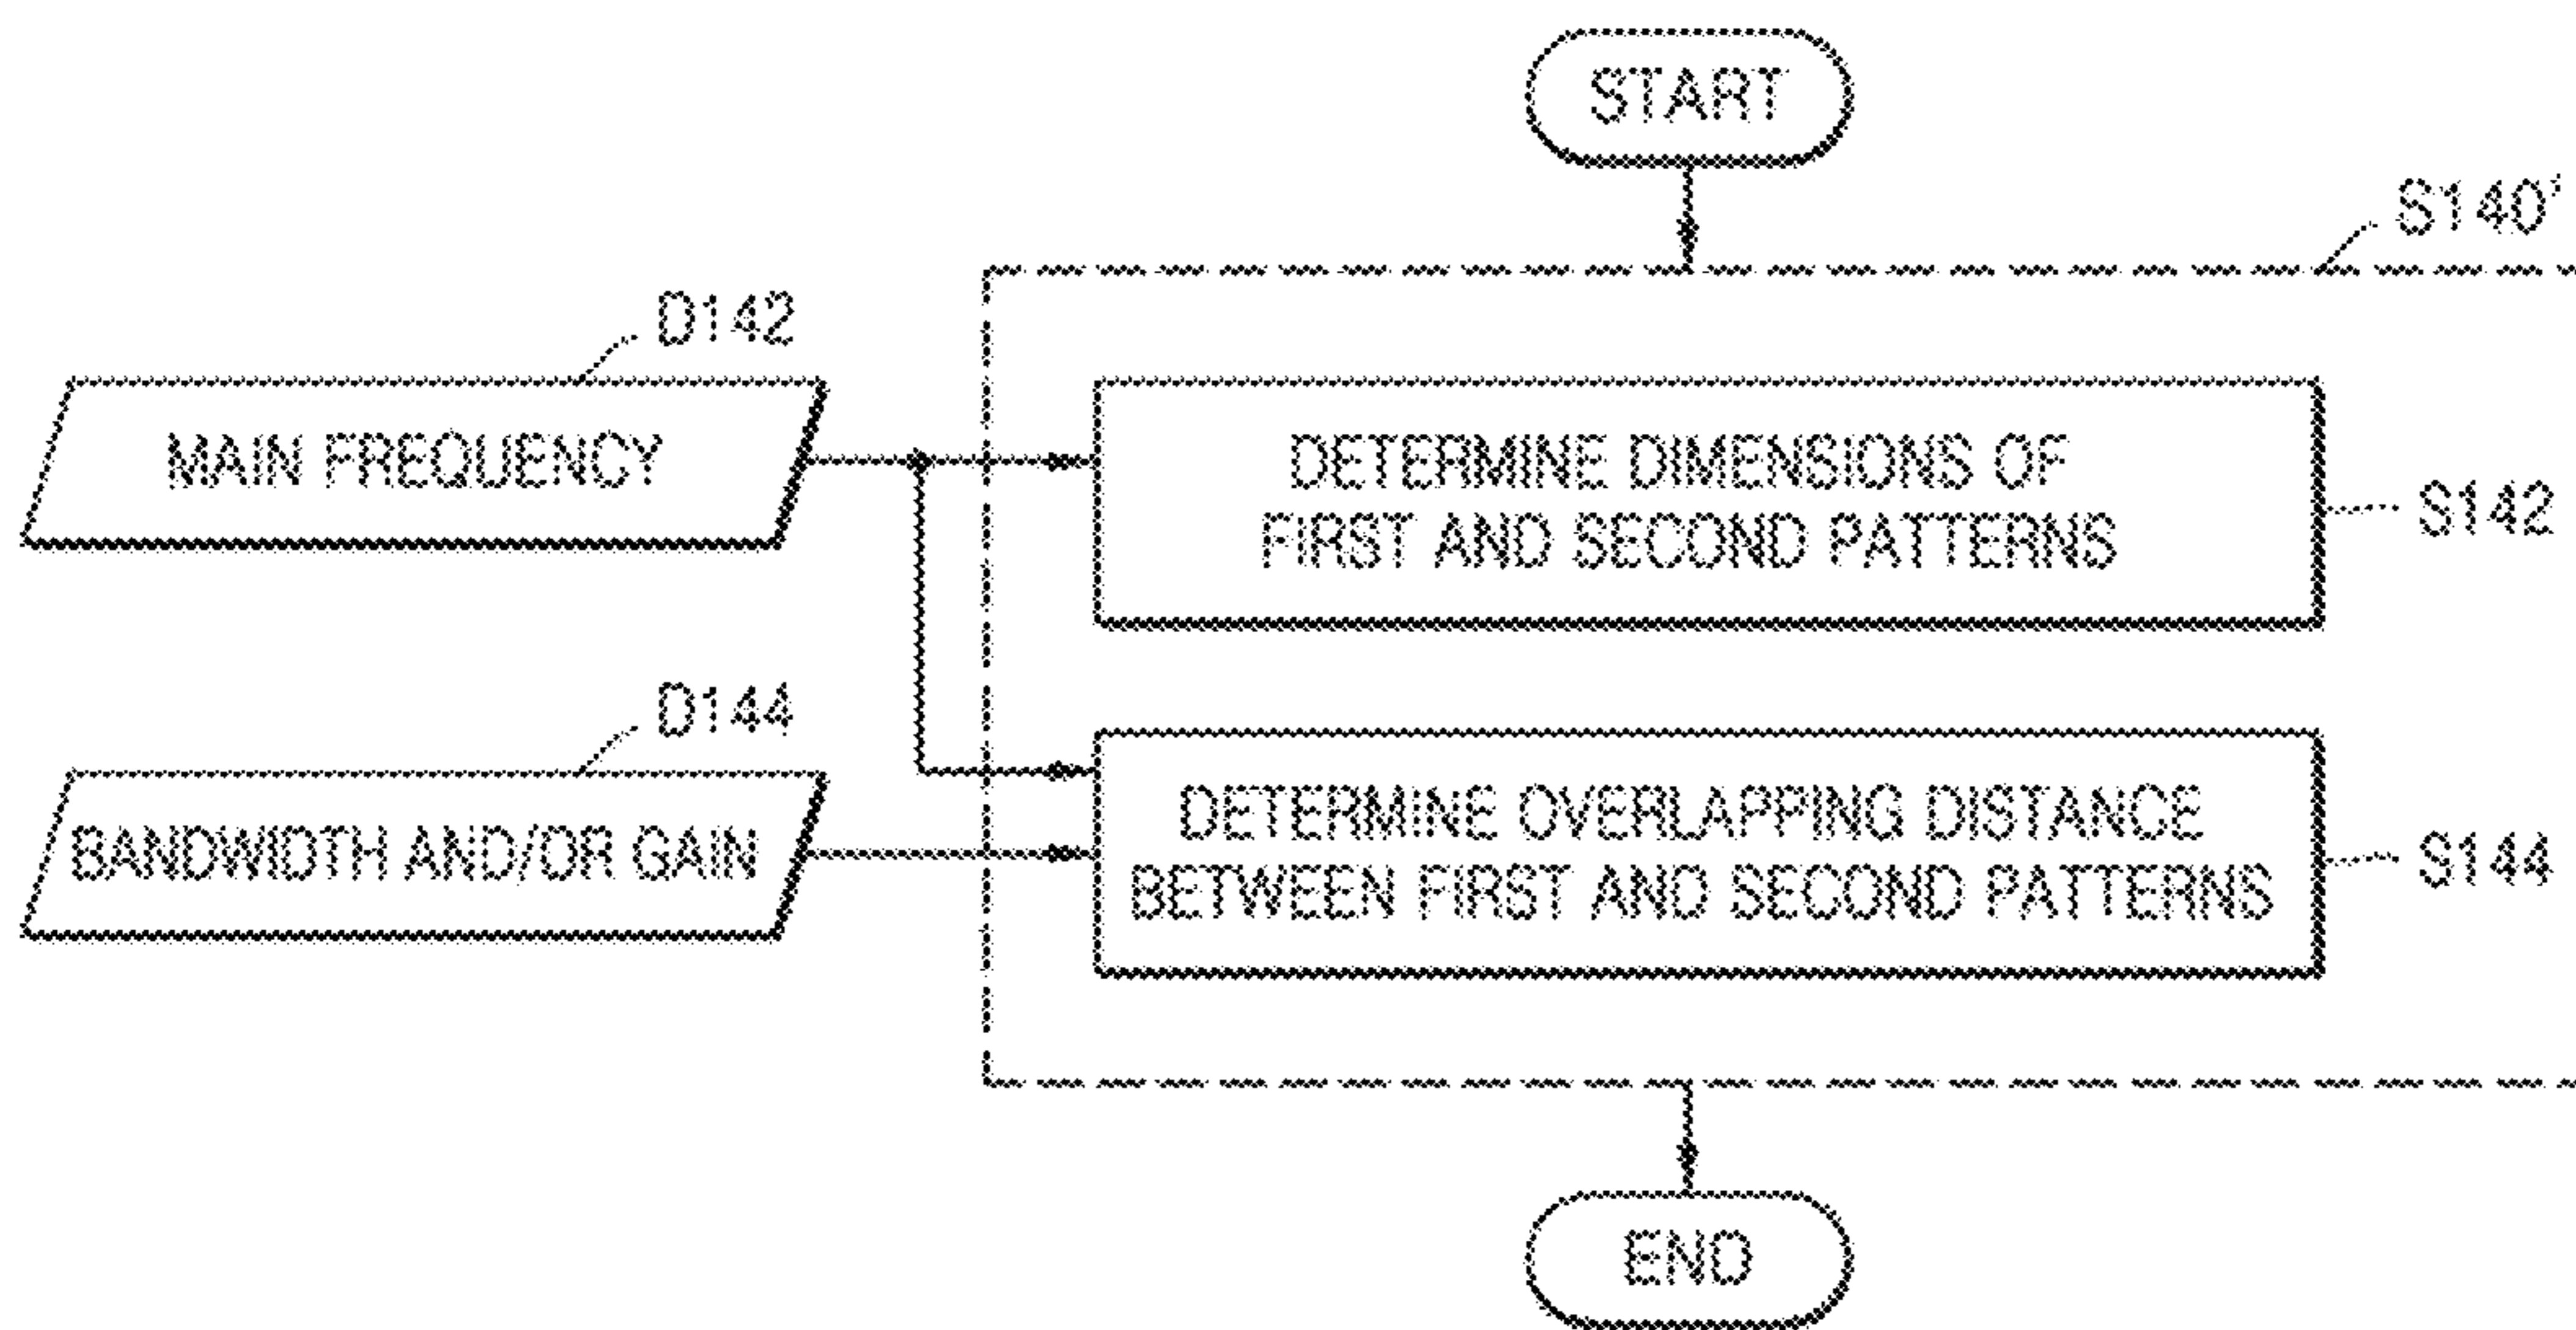 START
S140'
D142
MAIN FREQUENCY
DETERMINE DIMENSIONS OF
FIRST AND SECOND PATTERNS
S142
D144
BANDWIDTH AND/OR GAIN
DETERMINE OVERLAPPING DISTANCE
BETWEEN FIRST AND SECOND PATTERNS
S144
END